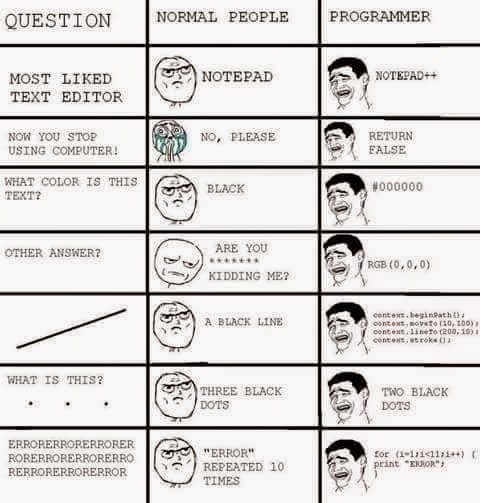 QUESTION
NORMAL PEOPLE
PROGRAMMER
MOST LIKED
TEXT EDITOR
NOTEPAD
NOTEPAD++
NOW YOU STOP
USING COMPUTER!
NO, PLEASE
RETURN
FALSE
WHAT COLOR IS THIS
TEXT?
BLACK
#000000
OTHER ANSWER?
ARE YOU
*******
KIDDING ME?
RGB(0,0,0)
A BLACK LINE
context.beginPath();
context.moveTo(10,100);
context.lineTo(200,10);
context.stroke();
WHAT IS THIS?
. . .
THREE BLACK
DOTS
TWO BLACK
DOTS
ERRORERRORERRORER
RORERRORERRORERRO
RERRORERRORERROR
"ERROR"
REPEATED 10
TIMES
for (i=1;i<11;i++) {
print "ERROR";
}